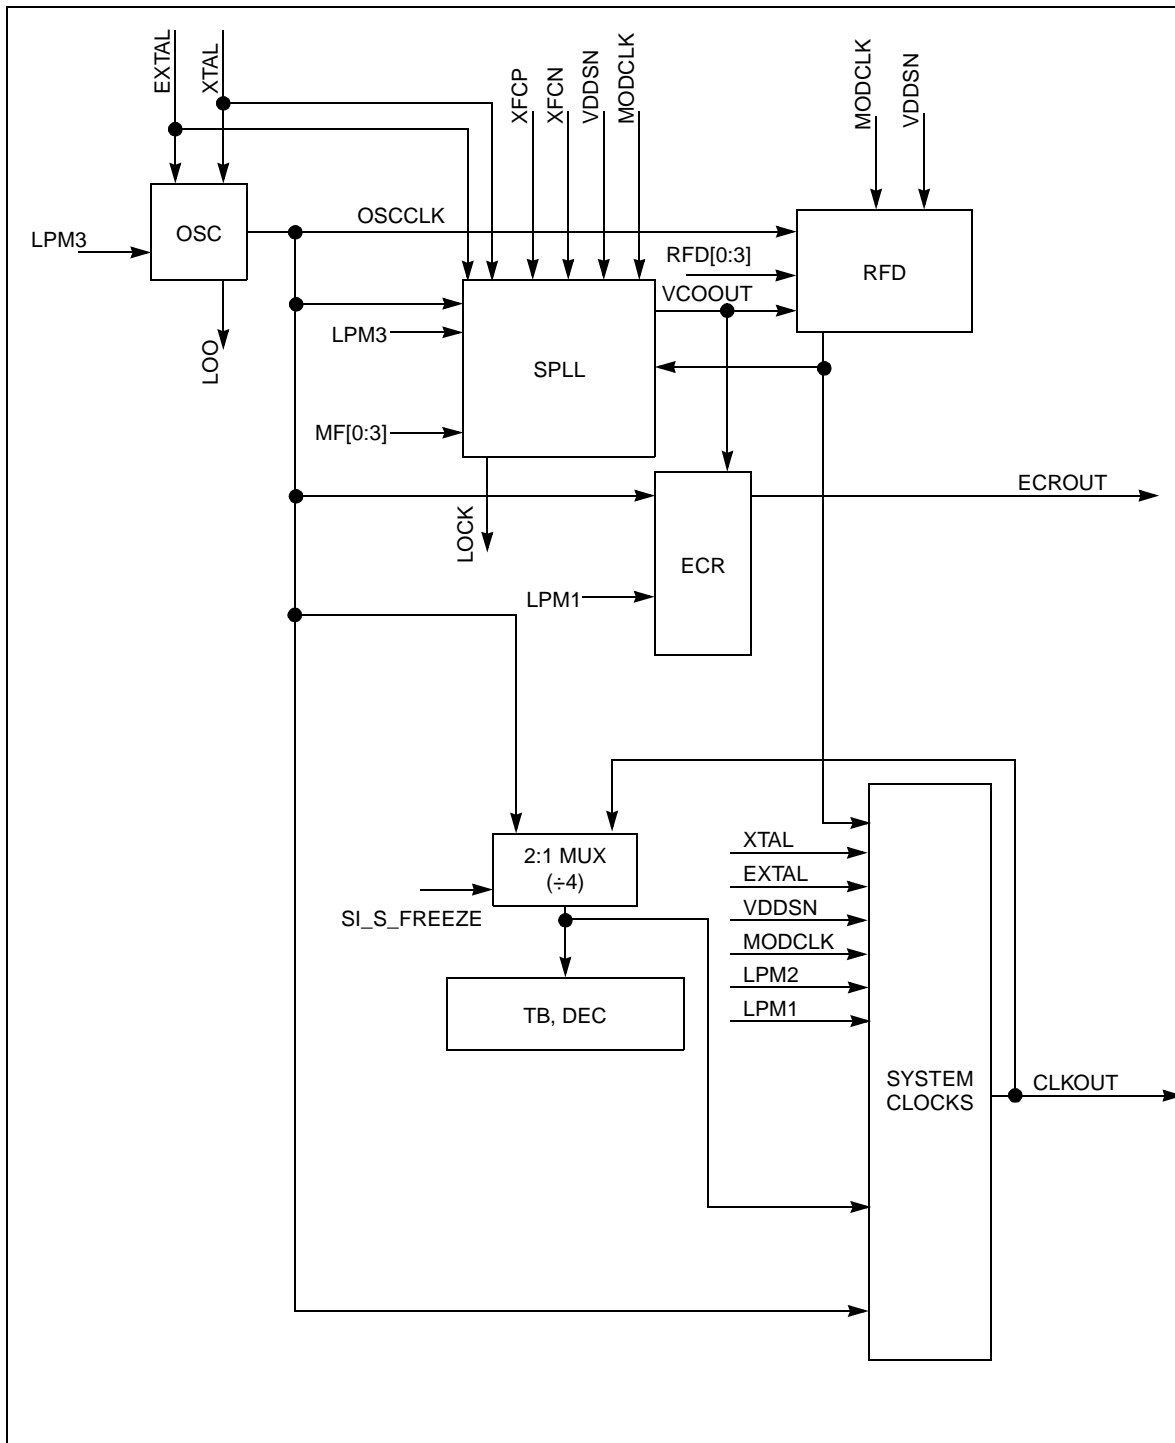 EXTAL
XTAL
XFCP
XFCN
VDDSN
MODCLK
MODCLK
VDDSN
OSC
OSCCLK
LPM3
RFD[0:3]
RFD
VCOOUT
LOO
LPM3
SPLL
MF[0:3]
LOCK
ECROUT
ECR
LPM1
2:1 MUX
(÷4)
XTAL
EXTAL
SI_S_FREEZE
VDDSN
MODCLK
LPM2
LPM1
TB, DEC
SYSTEM
CLOCKS
CLKOUT